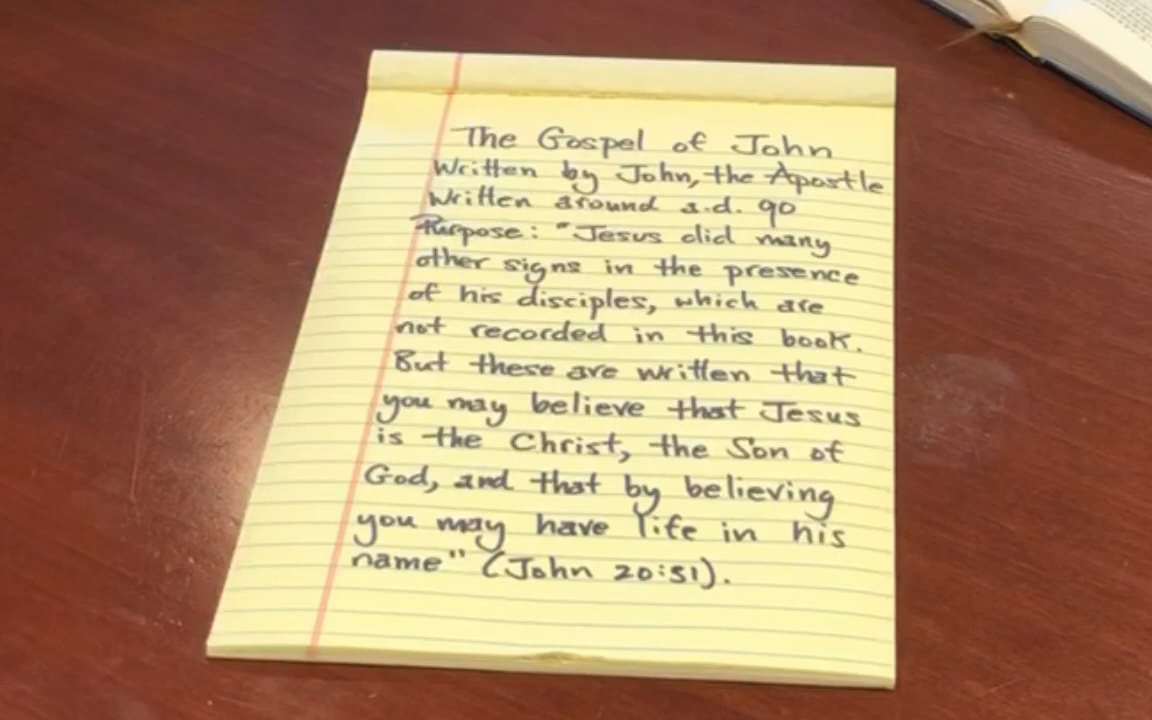 The Gospel of John
Written by John, the Apostle
Written around a.d. 90
Purpose: "Jesus did many
other signs in the presence
of his disciples, which are
not recorded in this book.
But these are written that
you may believe that Jesus
is the Christ, the Son of
God, and that by believing
you may have life in his
name" (John 20:31).